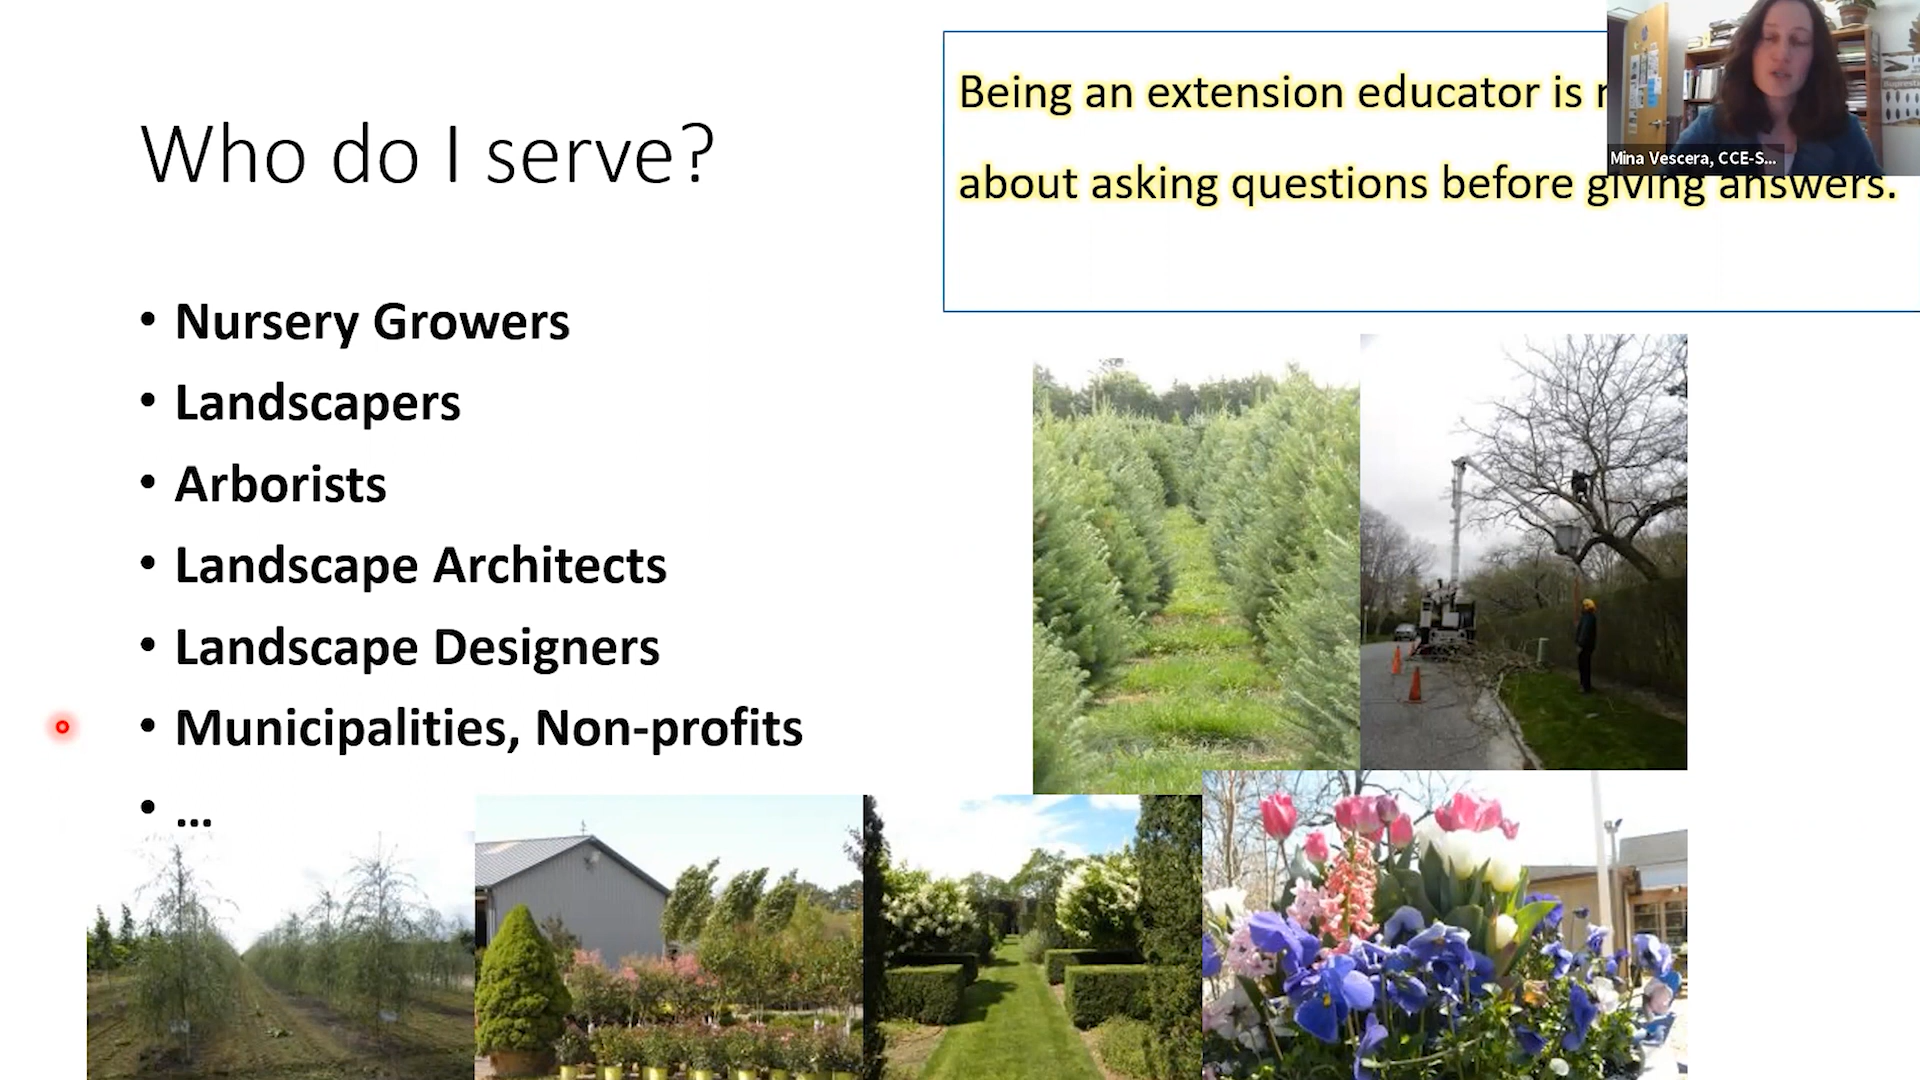 Being an extension educator is
about asking questions before giving answers.
Mina Vescera, CCE-S...
Who do I serve?
• Nursery Growers
• Landscapers
• Arborists
• Landscape Architects
• Landscape Designers
• Municipalities, Non-profits
• ...